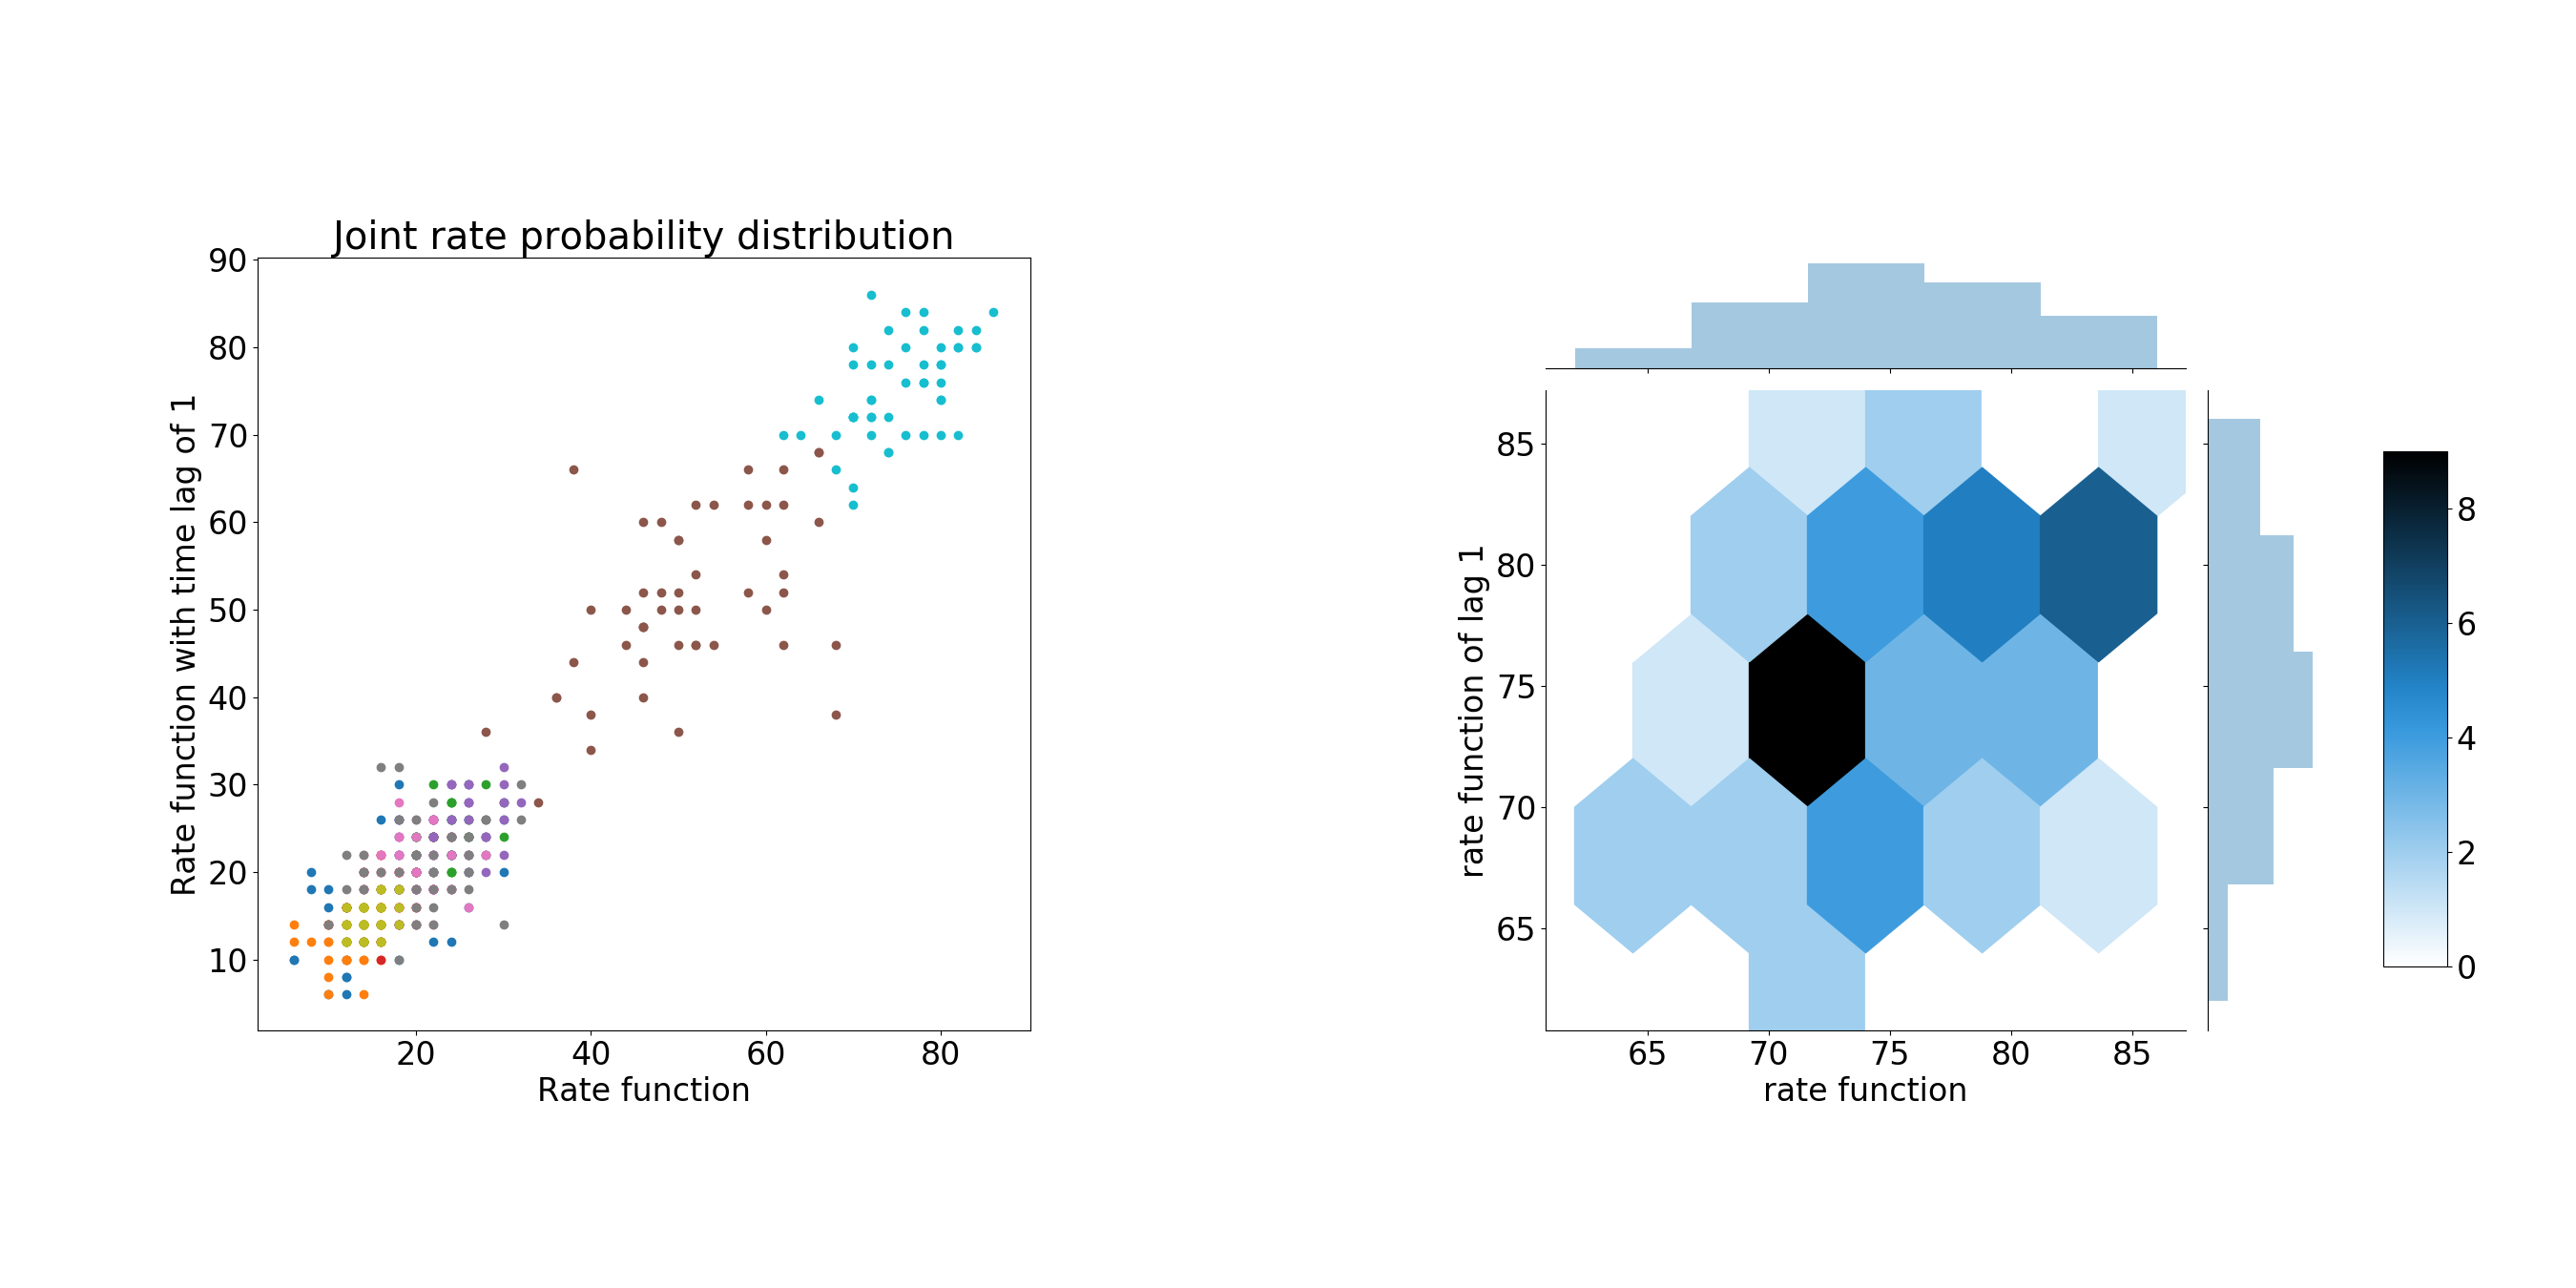 Joint rate probability distribution
90
80
70
60
50
40
30
20
10
Rate function with time lag of 1
20 40 60 80
Rate function
85
80
75
70
65
rate function of lag 1
65 70 75 80 85
rate function
8
6
4
2
0